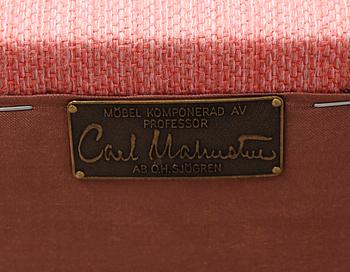 MÖBEL KOMPONERAD AV
PROFESSOR
Carl Malmsten
AB O.H. SJÖGREN